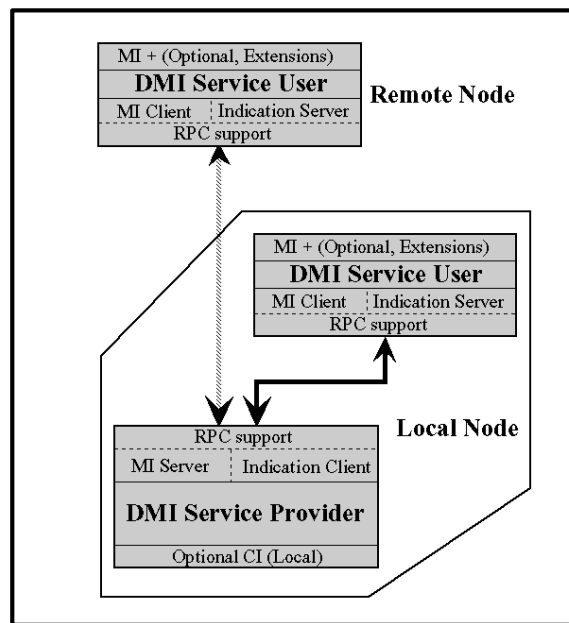 MI + (Optional, Extensions)
DMI Service User
MI Client Indication Server
RPC support
Remote Node
MI + (Optional, Extensions)
DMI Service User
MI Client Indication Server
RPC support
Local Node
RPC support
MI Server Indication Client
DMI Service Provider
Optional CI (Local)